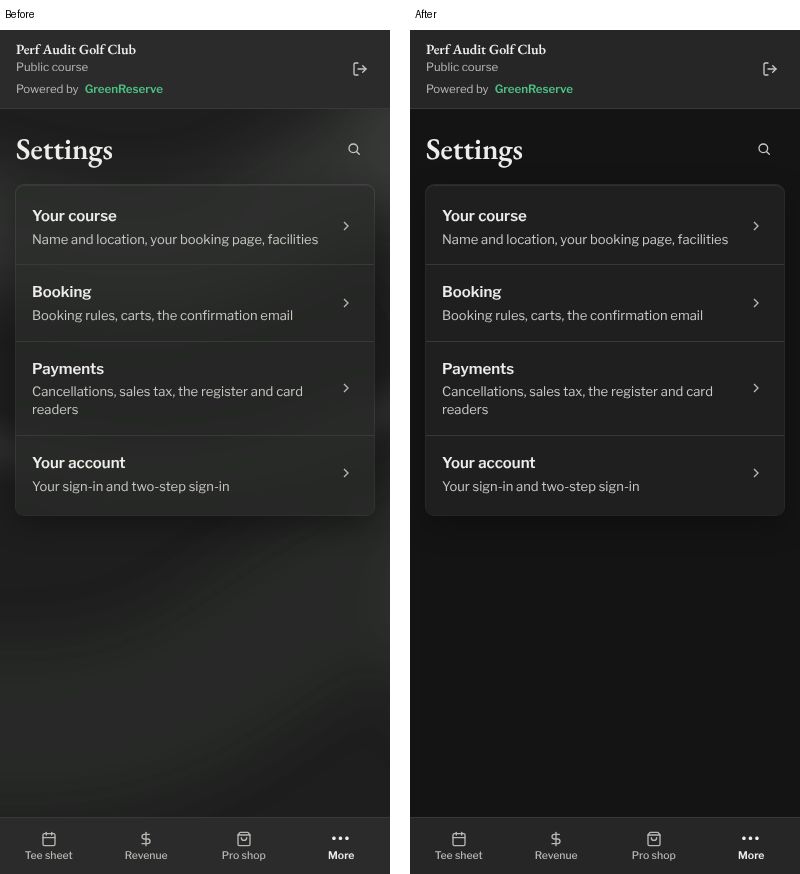 Before
Perf Audit Golf Club
Public course
Powered by GreenReserve
Settings
Your course
Name and location, your booking page, facilities
Booking
Booking rules, carts, the confirmation email
Payments
Cancellations, sales tax, the register and card
readers
Your account
Your sign-in and two-step sign-in
Tee sheet
Revenue
Pro shop
More
After
Perf Audit Golf Club
Public course
Powered by GreenReserve
Settings
Your course
Name and location, your booking page, facilities
Booking
Booking rules, carts, the confirmation email
Payments
Cancellations, sales tax, the register and card
readers
Your account
Your sign-in and two-step sign-in
Tee sheet
Revenue
Pro shop
More